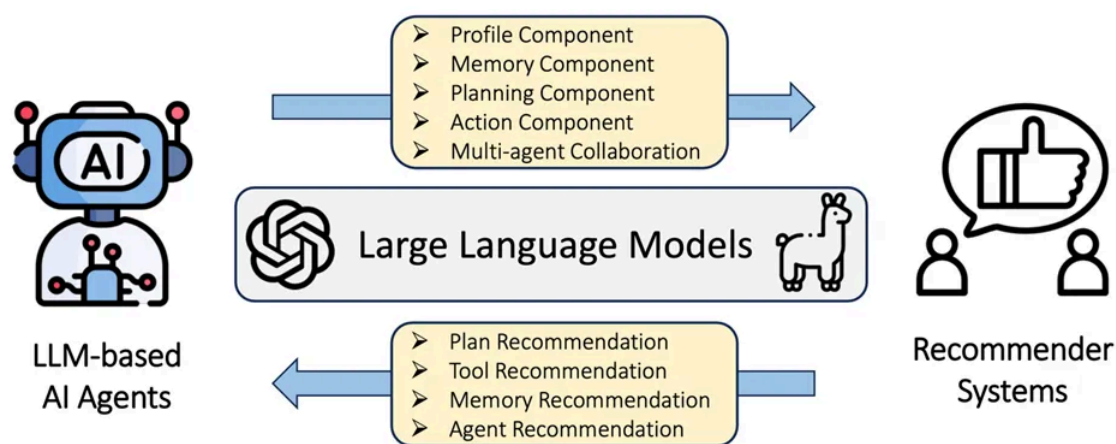 Profile Component
Memory Component
Planning Component
Action Component
Multi-agent Collaboration
AI
Large Language Models
LLM-based
AI Agents
Recommender
Systems
Plan Recommendation
Tool Recommendation
Memory Recommendation
Agent Recommendation